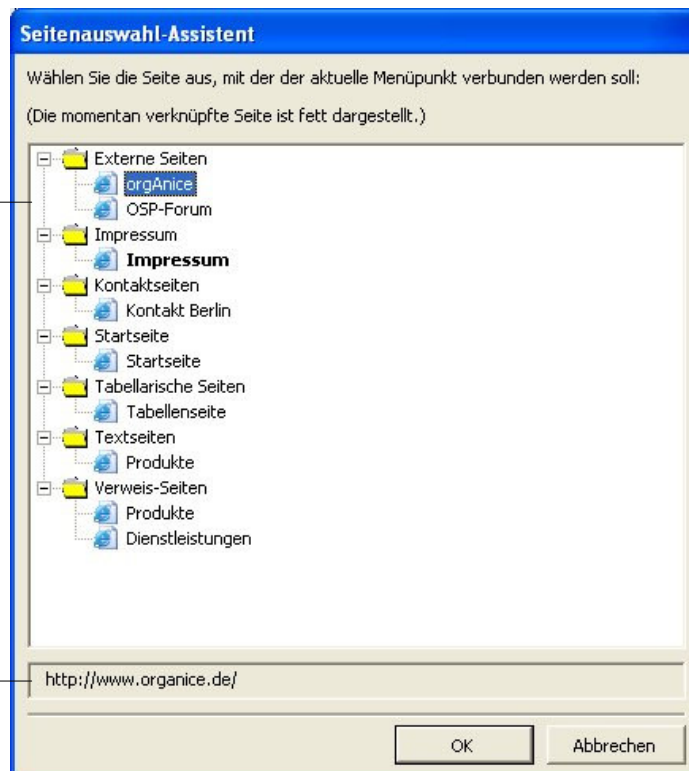 Seitenauswahl-Assistent
Wählen Sie die Seite aus, mit der der aktuelle Menüpunkt verbunden werden soll:
(Die momentan verknüpfte Seite ist fett dargestellt.)
Externe Seiten
orgAnice
OSP-Forum
Impressum
Impressum
Kontaktseiten
Kontakt Berlin
Startseite
Startseite
Tabellarische Seiten
Tabellenseite
Textseiten
Produkte
Verweis-Seiten
Produkte
Dienstleistungen
http://www.organice.de/
OK
Abbrechen